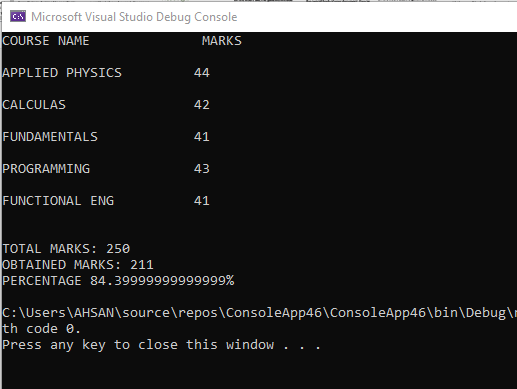 Microsoft Visual Studio Debug Console
COURSE NAME MARKS
APPLIED PHYSICS 44
CALCULAS 42
FUNDAMENTALS 41
PROGRAMMING 43
FUNCTIONAL ENG 41
TOTAL MARKS: 250
OBTAINED MARKS: 211
PERCENTAGE 84.39999999999999%
C:\Users\AHSAN\source\repos\ConsoleApp46\ConsoleApp46\bin\Debug\
th code 0.
Press any key to close this window . . .